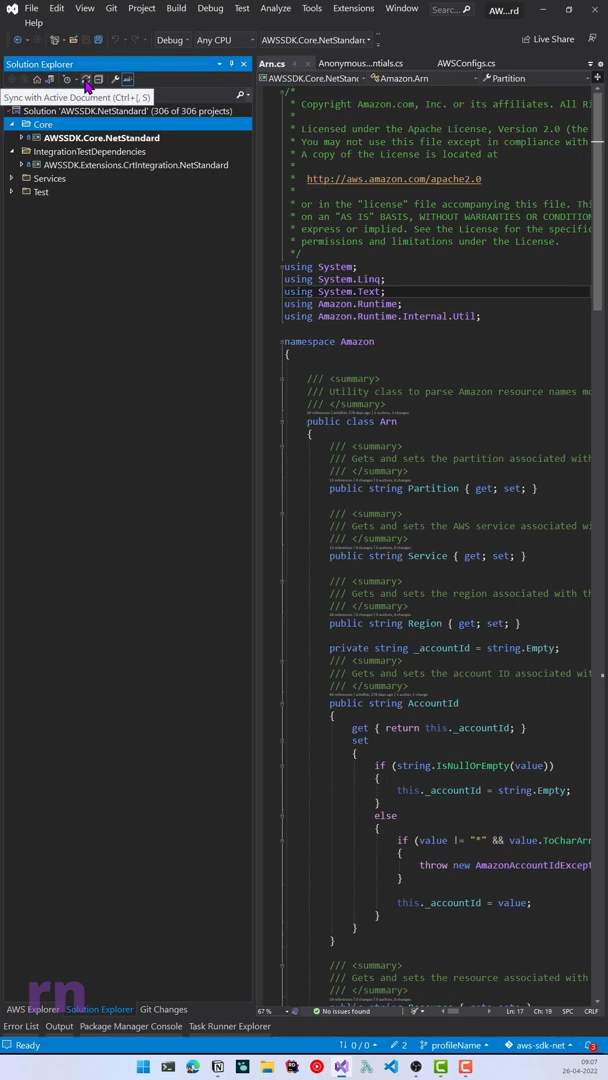 File Edit View Git Project Build Debug Search... AW...rd
Test Analyze Tools Extensions Window
Help
Debug Any CPU AWSSDK.Core.NetStandard Live Share
Solution Explorer
Sync with Active Document (Ctrl+[, S)
Solution 'AWSSDK.NetStandard' (306 of 306 projects)
Core
AWSSDK.Core.NetStandard
IntegrationTestDependencies
AWSSDK.Extensions.CrtIntegration.NetStandard
Services
Test
AWS Explorer Solution Explorer Git Changes
Arn.cs Anonymous...ntials.cs AWSConfigs.cs
AWSSDK.Core.NetStanc Amazon.Arn Partition
/*
* Copyright Amazon.com, Inc. or its affiliates. All Ri
*
* Licensed under the Apache License, Version 2.0 (the
* You may not use this file except in compliance with
* A copy of the License is located at
*
* http://aws.amazon.com/apache2.0
*
* or in the "license" file accompanying this file. Thi
* on an "AS IS" BASIS, WITHOUT WARRANTIES OR CONDITION
* express or implied. See the License for the specific
* permissions and limitations under the License.
*/
using System;
using System.Linq;
using System.Text;
using Amazon.Runtime;
using Amazon.Runtime.Internal.Util;
namespace Amazon
{
/// <summary>
/// Utility class to parse Amazon resource names mo
/// </summary>
public class Arn
{
/// <summary>
/// Gets and sets the partition associated with
/// </summary>
public string Partition { get; set; }
/// <summary>
/// Gets and sets the AWS service associated wi
/// </summary>
public string Service { get; set; }
/// <summary>
/// Gets and sets the region associated with th
/// </summary>
public string Region { get; set; }
private string _accountId = string.Empty;
/// <summary>
/// Gets and sets the account ID associated wit
/// </summary>
public string AccountId
{
get { return this._accountId; }
set
{
if (string.IsNullOrEmpty(value))
{
this._accountId = string.Empty;
}
else
{
if (value != "*" && value.ToCharArr
{
throw new AmazonAccountIdExcept
}
this._accountId = value;
}
}
}
/// <summary>
/// Gets and sets the resource associated with
/// </summary>
67 % No issues found Ln: 17 Ch: 19 SPC CRLF
Error List Output Package Manager Console Task Runner Explorer
Ready 0 / 0 2 profileName aws-sdk-net 3
09:07
26-04-2022
rn